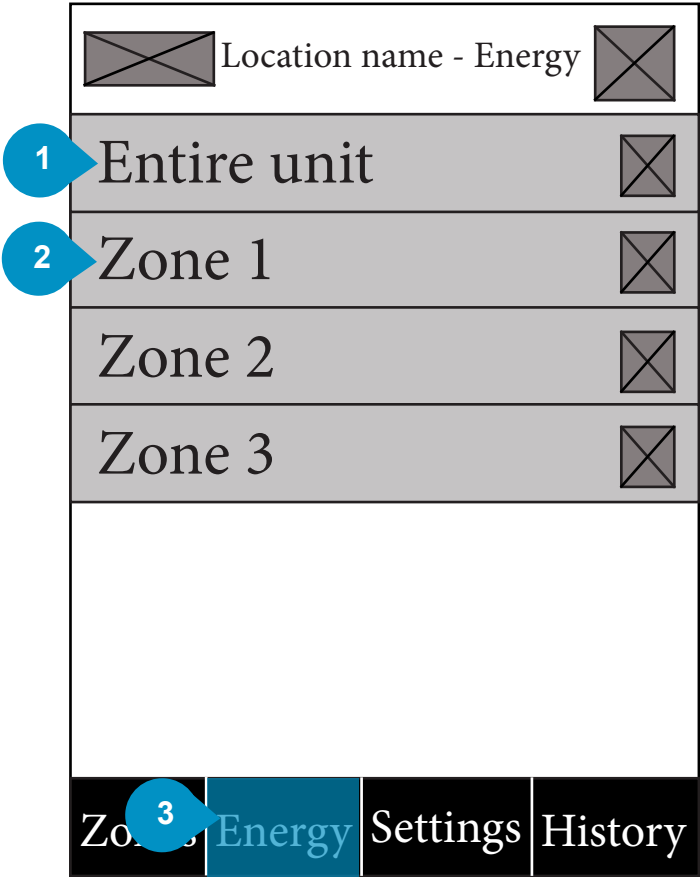 Location name - Energy
1
Entire unit
2
Zone 1
Zone 2
Zone 3
3
Energy Settings History